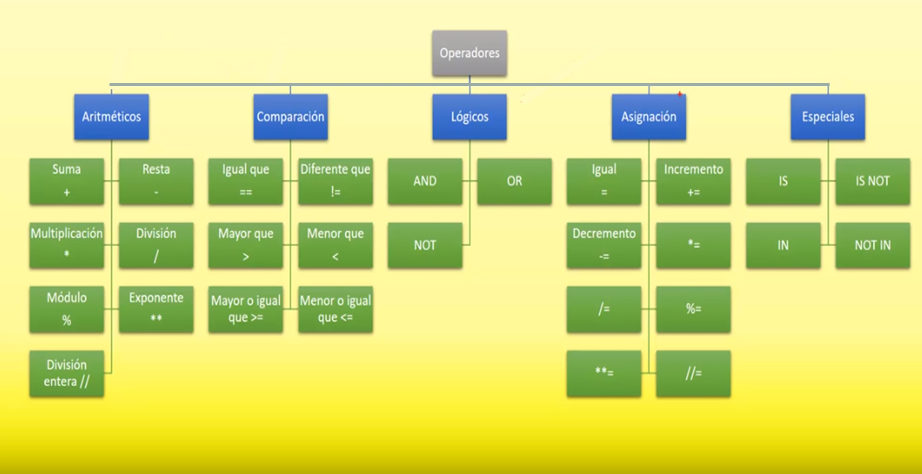 Operadores
Aritméticos
Suma
+
Resta
-
Multiplicación
*
División
/
Módulo
%
Exponente
**
División
entera //
Comparación
Igual que
==
Diferente que
!=
Mayor que
>
Menor que
<
Mayor o igual
que >=
Menor o igual
que <=
Lógicos
AND
OR
NOT
Asignación
Igual
=
Incremento
+=
Decremento
-=
*=
/=
%=
**=
//=
Especiales
IS
IS NOT
IN
NOT IN